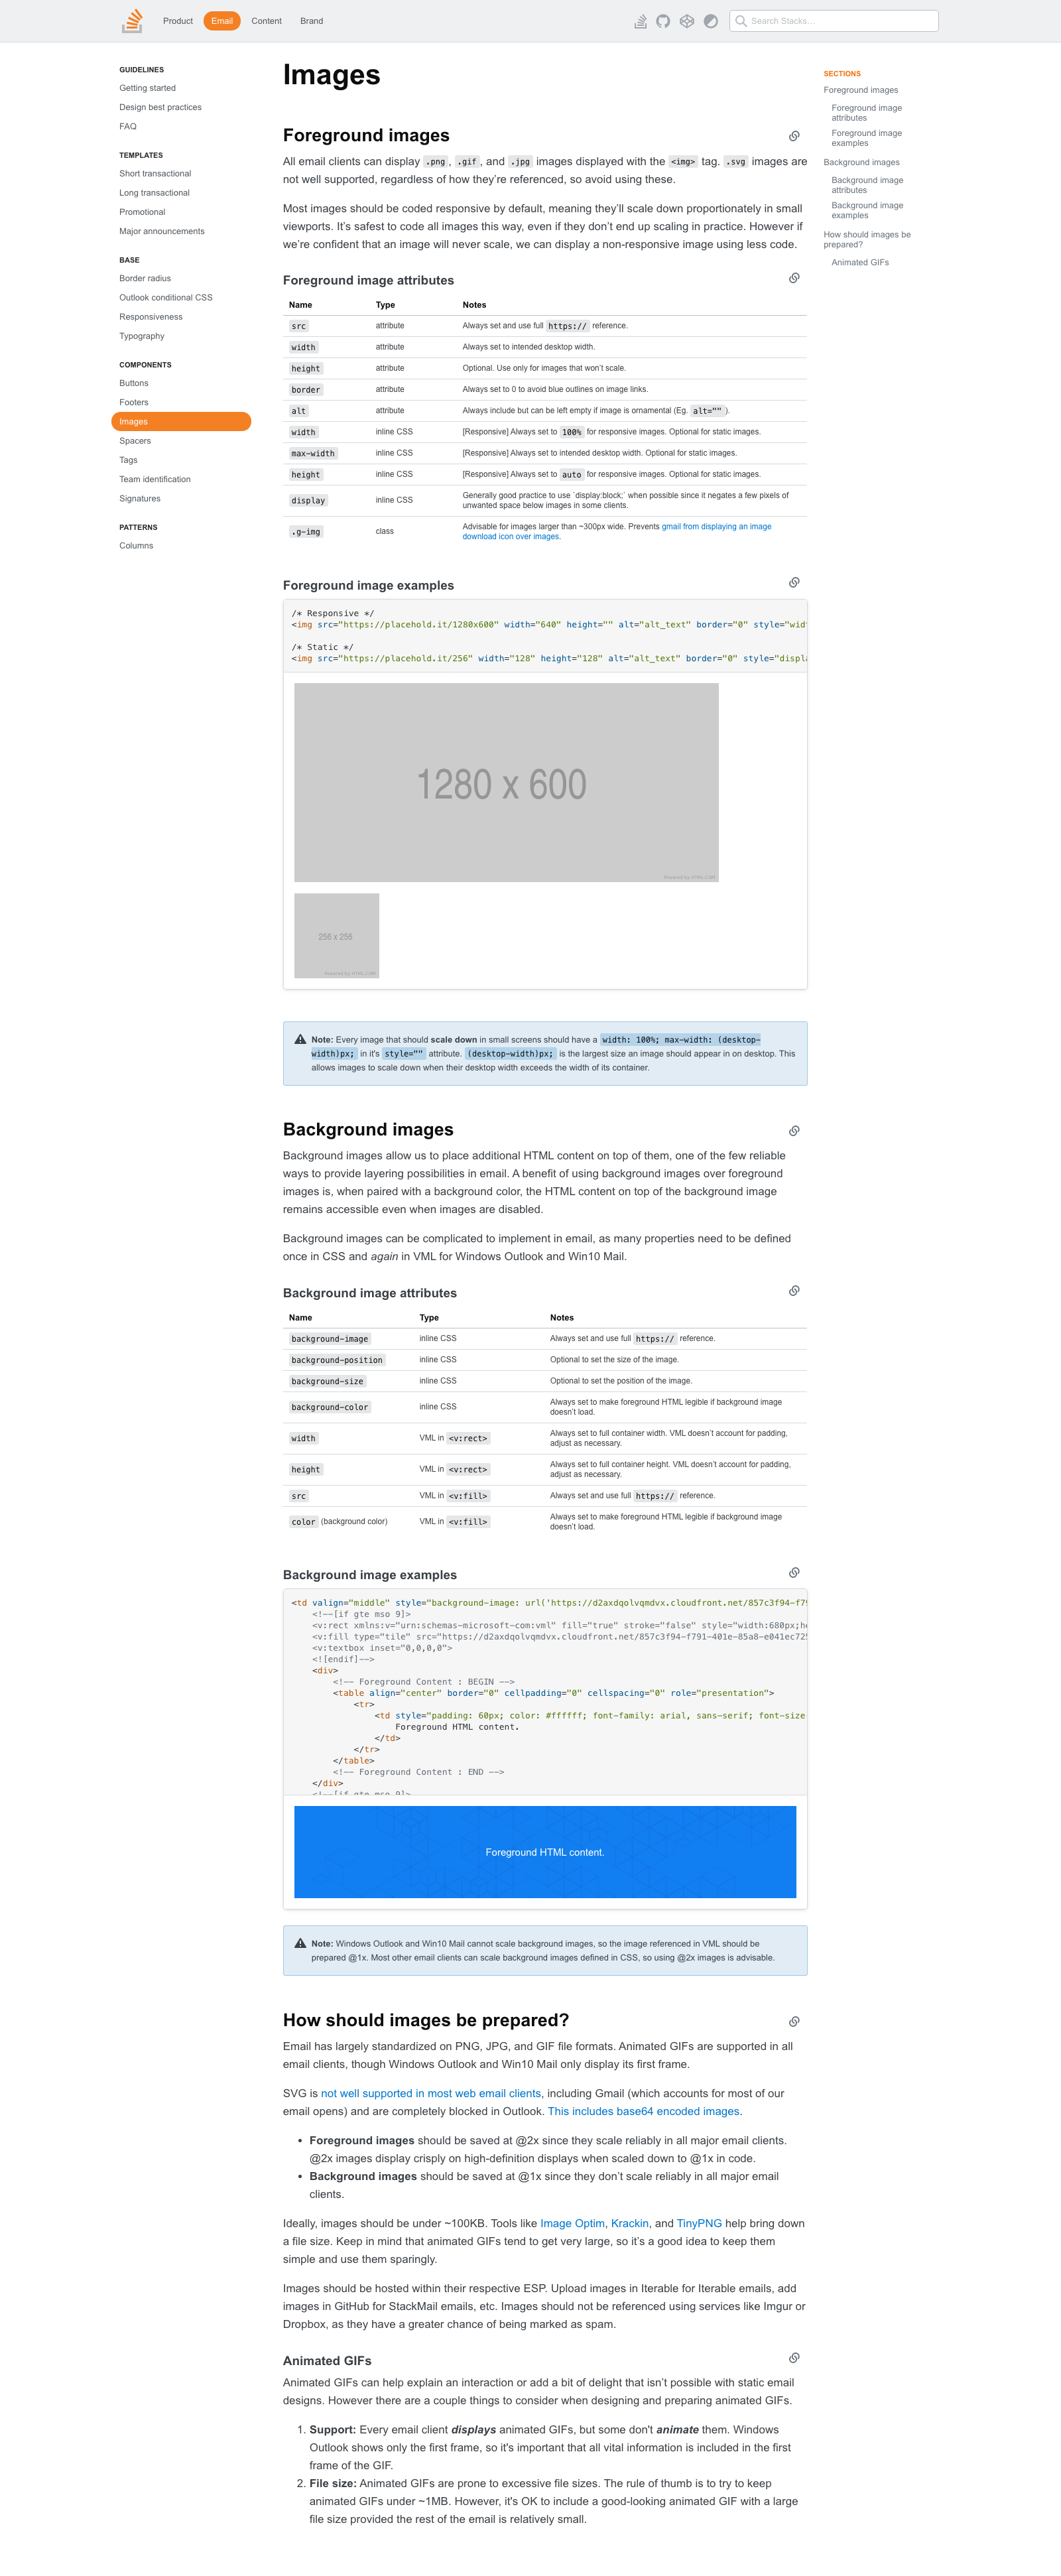 Product Email Content Brand Search Stacks…
GUIDELINES
Getting started
Design best practices
FAQ
TEMPLATES
Short transactional
Long transactional
Promotional
Major announcements
BASE
Border radius
Outlook conditional CSS
Responsiveness
Typography
COMPONENTS
Buttons
Footers
Images
Spacers
Tags
Team identification
Signatures
PATTERNS
Columns
Images
Foreground images
All email clients can display .png, .gif, and .jpg images displayed with the <img> tag. .svg images are
not well supported, regardless of how they’re referenced, so avoid using these.
Most images should be coded responsive by default, meaning they’ll scale down proportionately in small
viewports. It’s safest to code all images this way, even if they don’t end up scaling in practice. However if
we’re confident that an image will never scale, we can display a non-responsive image using less code.
Foreground image attributes
Name Type Notes
src attribute Always set and use full https:// reference.
width attribute Always set to intended desktop width.
height attribute Optional. Use only for images that won’t scale.
border attribute Always set to 0 to avoid blue outlines on image links.
alt attribute Always include but can be left empty if image is ornamental (Eg. alt="").
width inline CSS [Responsive] Always set to 100% for responsive images. Optional for static images.
max-width inline CSS [Responsive] Always set to intended desktop width. Optional for static images.
height inline CSS [Responsive] Always set to auto for responsive images. Optional for static images.
display inline CSS Generally good practice to use `display:block;` when possible since it negates a few pixels of
unwanted space below images in some clients.
.g-img class Advisable for images larger than ~300px wide. Prevents gmail from displaying an image
download icon over images.
Foreground image examples
/* Responsive */
<img src="https://placehold.it/1280x600" width="640" height="" alt="alt_text" border="0" style="wid
/* Static */
<img src="https://placehold.it/256" width="128" height="128" alt="alt_text" border="0" style="displa
1280 x 600
Powered by HTML.COM
256 x 256
Powered by HTML.COM
Note: Every image that should scale down in small screens should have a width: 100%; max-width: (desktop-
width)px; in it's style="" attribute. (desktop-width)px; is the largest size an image should appear in on desktop. This
allows images to scale down when their desktop width exceeds the width of its container.
Background images
Background images allow us to place additional HTML content on top of them, one of the few reliable
ways to provide layering possibilities in email. A benefit of using background images over foreground
images is, when paired with a background color, the HTML content on top of the background image
remains accessible even when images are disabled.
Background images can be complicated to implement in email, as many properties need to be defined
once in CSS and again in VML for Windows Outlook and Win10 Mail.
Background image attributes
Name Type Notes
background-image inline CSS Always set and use full https:// reference.
background-position inline CSS Optional to set the size of the image.
background-size inline CSS Optional to set the position of the image.
background-color inline CSS Always set to make foreground HTML legible if background image
doesn’t load.
width VML in <v:rect> Always set to full container width. VML doesn’t account for padding,
adjust as necessary.
height VML in <v:rect> Always set to full container height. VML doesn’t account for padding,
adjust as necessary.
src VML in <v:fill> Always set and use full https:// reference.
color (background color) VML in <v:fill> Always set to make foreground HTML legible if background image
doesn’t load.
Background image examples
<td valign="middle" style="background-image: url('https://d2axdqolvqmdvx.cloudfront.net/857c3f94-f79
<!--[if gte mso 9]>
<v:rect xmlns:v="urn:schemas-microsoft-com:vml" fill="true" stroke="false" style="width:680px;he
<v:fill type="tile" src="https://d2axdqolvqmdvx.cloudfront.net/857c3f94-f791-401e-85a8-e041ec725
<v:textbox inset="0,0,0,0">
<![endif]-->
<div>
<!-- Foreground Content : BEGIN -->
<table align="center" border="0" cellpadding="0" cellspacing="0" role="presentation">
<tr>
<td style="padding: 60px; color: #ffffff; font-family: arial, sans-serif; font-size
Foreground HTML content.
</td>
</tr>
</table>
<!-- Foreground Content : END -->
</div>
<!--[if gte mso 9]>
Foreground HTML content.
Note: Windows Outlook and Win10 Mail cannot scale background images, so the image referenced in VML should be
prepared @1x. Most other email clients can scale background images defined in CSS, so using @2x images is advisable.
How should images be prepared?
Email has largely standardized on PNG, JPG, and GIF file formats. Animated GIFs are supported in all
email clients, though Windows Outlook and Win10 Mail only display its first frame.
SVG is not well supported in most web email clients, including Gmail (which accounts for most of our
email opens) and are completely blocked in Outlook. This includes base64 encoded images.
• Foreground images should be saved at @2x since they scale reliably in all major email clients.
@2x images display crisply on high-definition displays when scaled down to @1x in code.
• Background images should be saved at @1x since they don’t scale reliably in all major email
clients.
Ideally, images should be under ~100KB. Tools like Image Optim, Krackin, and TinyPNG help bring down
a file size. Keep in mind that animated GIFs tend to get very large, so it’s a good idea to keep them
simple and use them sparingly.
Images should be hosted within their respective ESP. Upload images in Iterable for Iterable emails, add
images in GitHub for StackMail emails, etc. Images should not be referenced using services like Imgur or
Dropbox, as they have a greater chance of being marked as spam.
Animated GIFs
Animated GIFs can help explain an interaction or add a bit of delight that isn’t possible with static email
designs. However there are a couple things to consider when designing and preparing animated GIFs.
1. Support: Every email client displays animated GIFs, but some don't animate them. Windows
Outlook shows only the first frame, so it's important that all vital information is included in the first
frame of the GIF.
2. File size: Animated GIFs are prone to excessive file sizes. The rule of thumb is to try to keep
animated GIFs under ~1MB. However, it's OK to include a good-looking animated GIF with a large
file size provided the rest of the email is relatively small.
SECTIONS
Foreground images
Foreground image
attributes
Foreground image
examples
Background images
Background image
attributes
Background image
examples
How should images be
prepared?
Animated GIFs